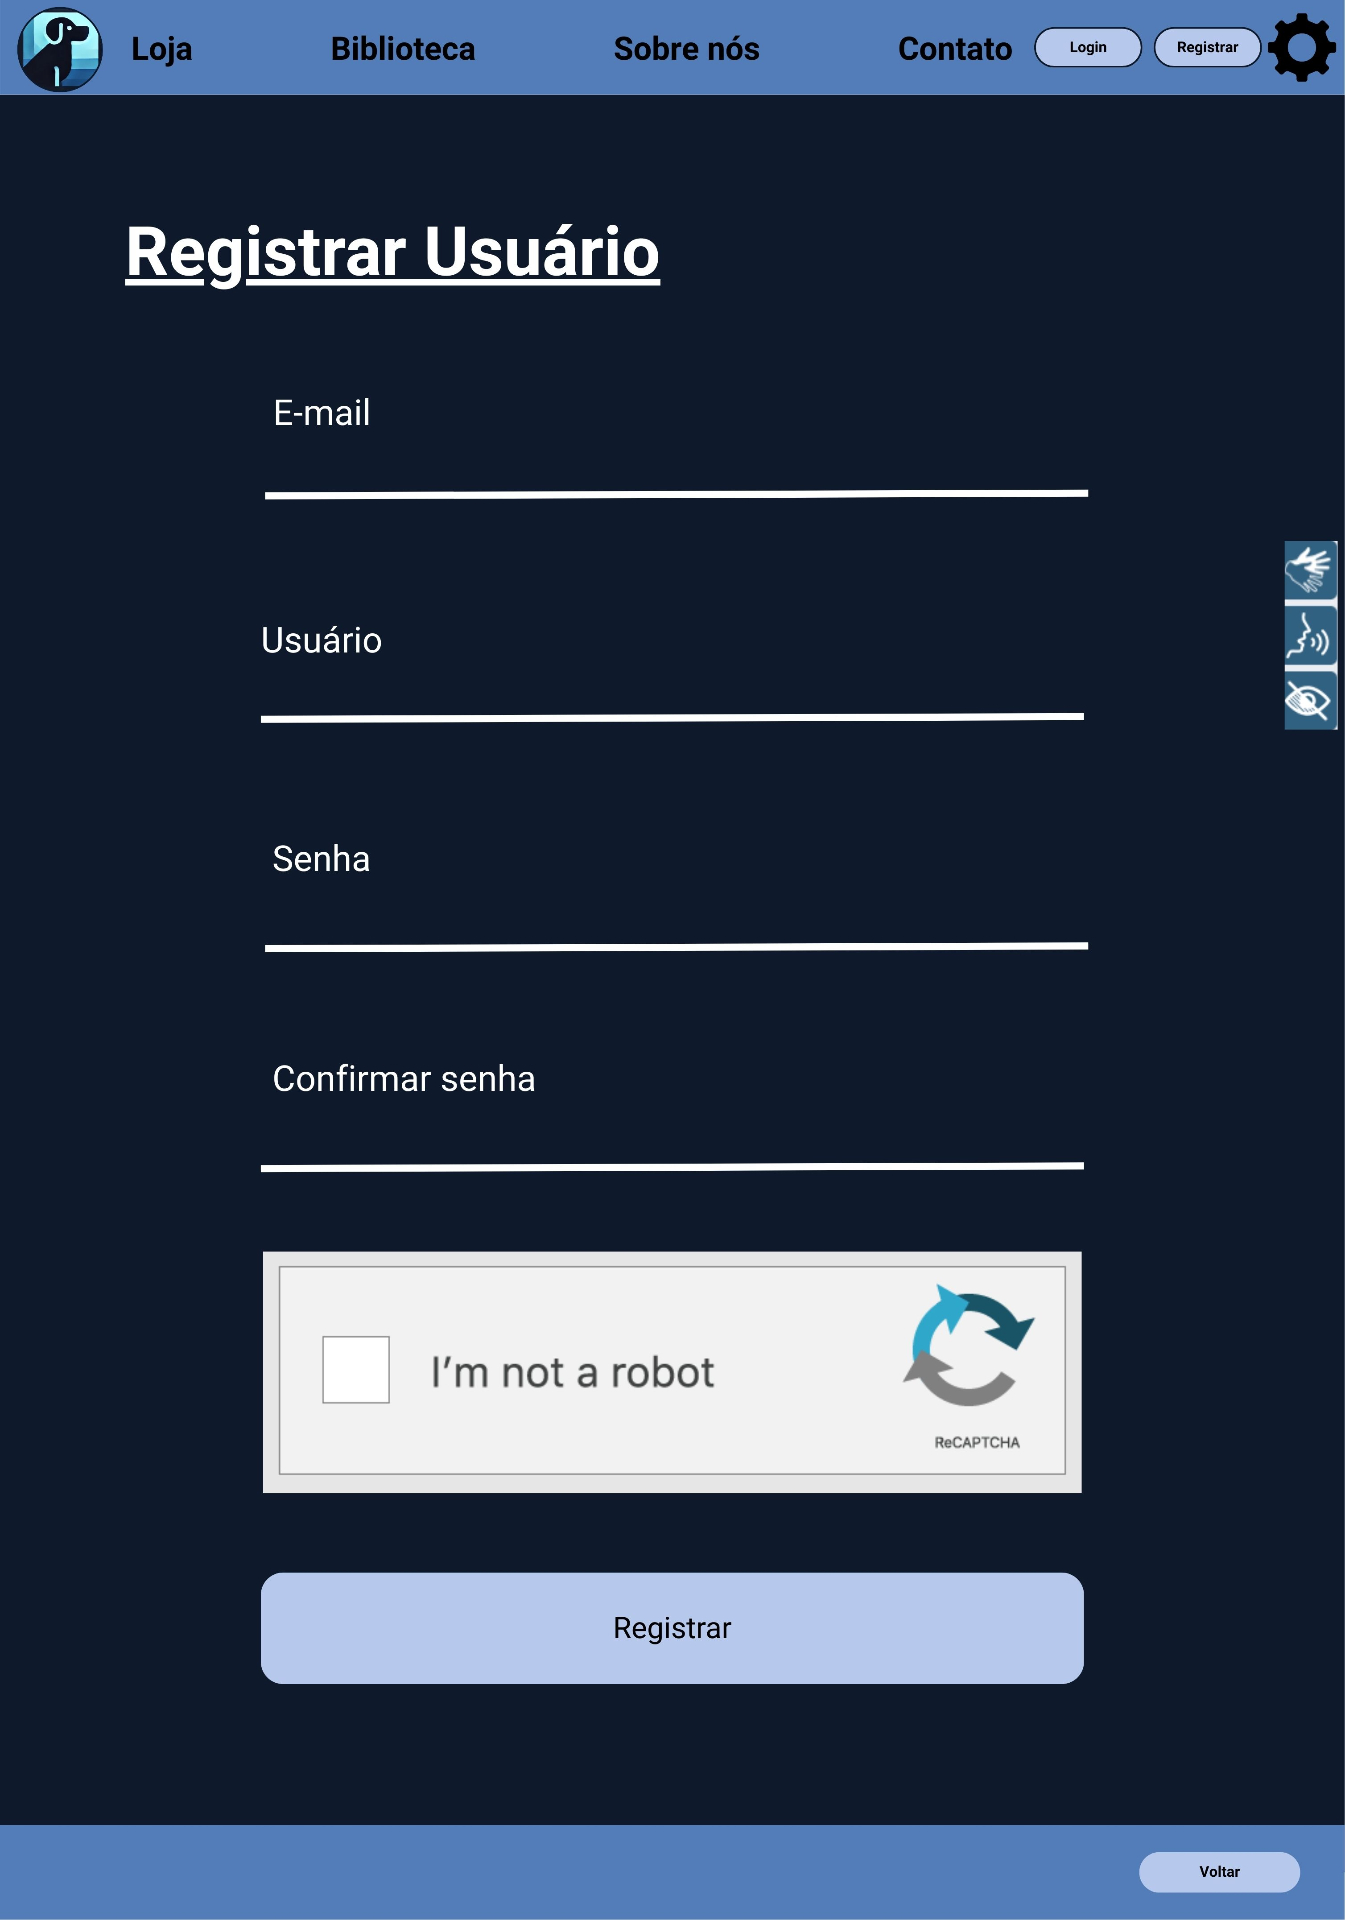 Loja Biblioteca Sobre nós Contato Login Registrar
Registrar Usuário
E-mail
Usuário
Senha
Confirmar senha
I'm not a robot
ReCAPTCHA
Registrar
Voltar